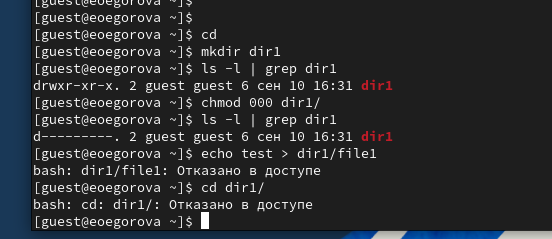 [guest@eoegorova ~]$
[guest@eoegorova ~]$
[guest@eoegorova ~]$ cd
[guest@eoegorova ~]$ mkdir dir1
[guest@eoegorova ~]$ ls -l | grep dir1
drwxr-xr-x. 2 guest guest 6 сен 10 16:31 dir1
[guest@eoegorova ~]$ chmod 000 dir1/
[guest@eoegorova ~]$ ls -l | grep dir1
d---------. 2 guest guest 6 сен 10 16:31 dir1
[guest@eoegorova ~]$ echo test > dir1/file1
bash: dir1/file1: Отказано в доступе
[guest@eoegorova ~]$ cd dir1/
bash: cd: dir1/: Отказано в доступе
[guest@eoegorova ~]$